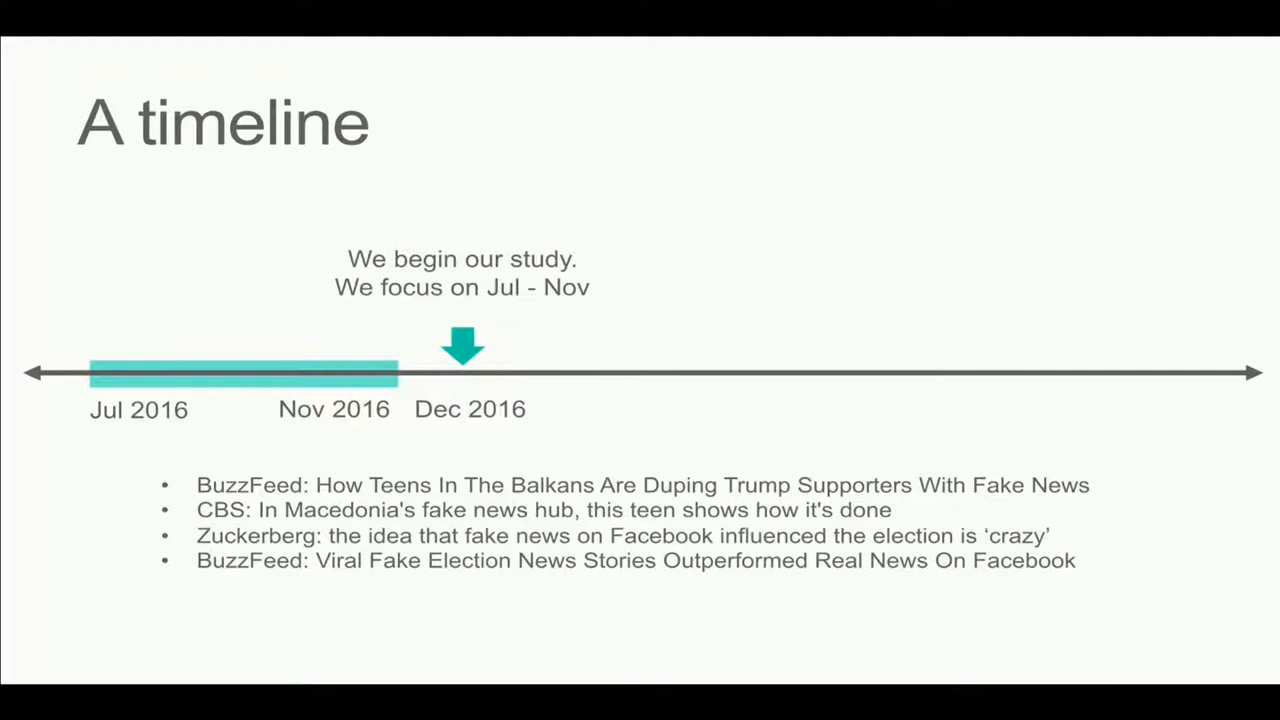 A timeline
We begin our study.
We focus on Jul - Nov
Jul 2016
Nov 2016
Dec 2016
• BuzzFeed: How Teens In The Balkans Are Duping Trump Supporters With Fake News
• CBS: In Macedonia's fake news hub, this teen shows how it's done
• Zuckerberg: the idea that fake news on Facebook influenced the election is ‘crazy’
• BuzzFeed: Viral Fake Election News Stories Outperformed Real News On Facebook